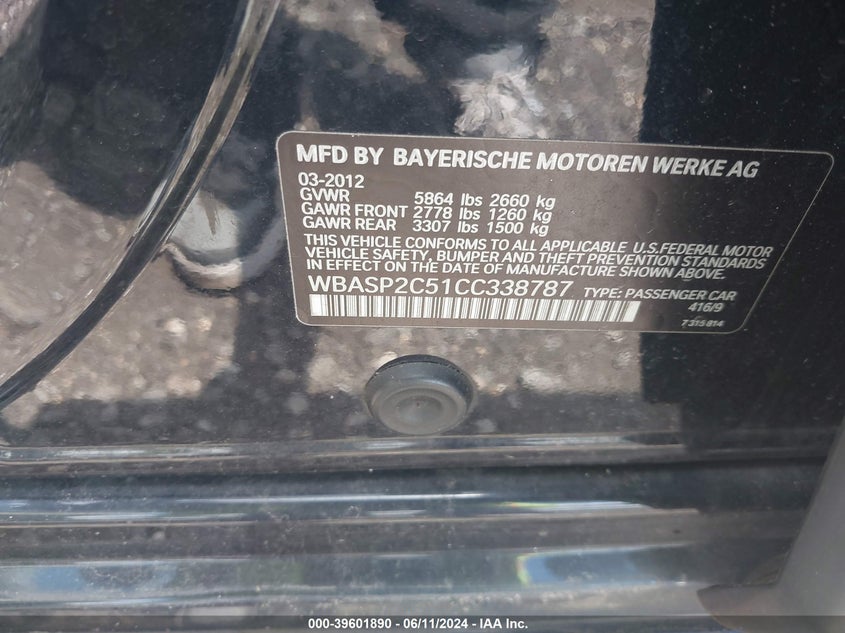 MFD BY BAYERISCHE MOTOREN WERKE AG
03-2012
GVWR 5864 lbs 2660 kg
GAWR FRONT 2778 lbs 1260 kg
GAWR REAR 3307 lbs 1500 kg
THIS VEHICLE CONFORMS TO ALL APPLICABLE U.S.FEDERAL MOTOR
VEHICLE SAFETY, BUMPER AND THEFT PREVENTION STANDARDS
IN EFFECT ON THE DATE OF MANUFACTURE SHOWN ABOVE.
WBASP2C51CC338787 TYPE: PASSENGER CAR
416/9
7 315 814
000-39601890 - 06/11/2024 - IAA Inc.